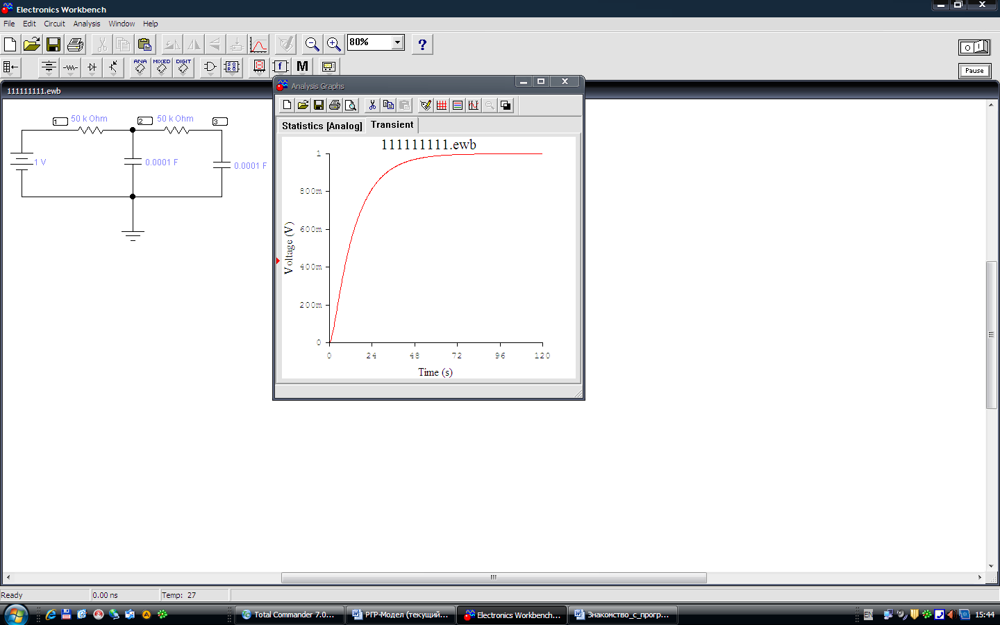 Electronics Workbench
File Edit Circuit Analysis Window Help
80%
?
O I
ANA MIXED DIGIT
f M
Pause
111111111.ewb
Analysis Graphs
1 50 k Ohm 2 50 k Ohm 3
1 V
0.0001 F
0.0001 F
Statistics [Analog] Transient
111111111.ewb
1
800m
600m
400m
200m
0
Voltage (V)
0 24 48 72 96 120
Time (s)
Ready 0.00 ns Temp: 27
Total Commander 7.0... РГР-Модел (текущий... Electronics Workbench... Знакомство_с_прогр... EN 15:44